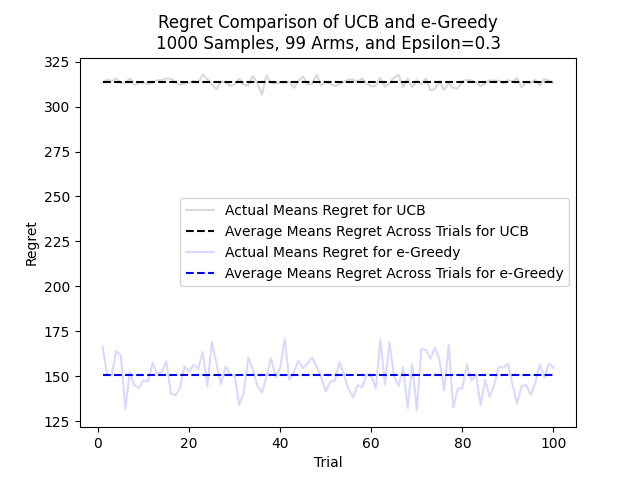 Regret Comparison of UCB and e-Greedy
1000 Samples, 99 Arms, and Epsilon=0.3
325
300
275
250
225
200
175
150
125
Regret
Actual Means Regret for UCB
Average Means Regret Across Trials for UCB
Actual Means Regret for e-Greedy
Average Means Regret Across Trials for e-Greedy
0 20 40 60 80 100
Trial